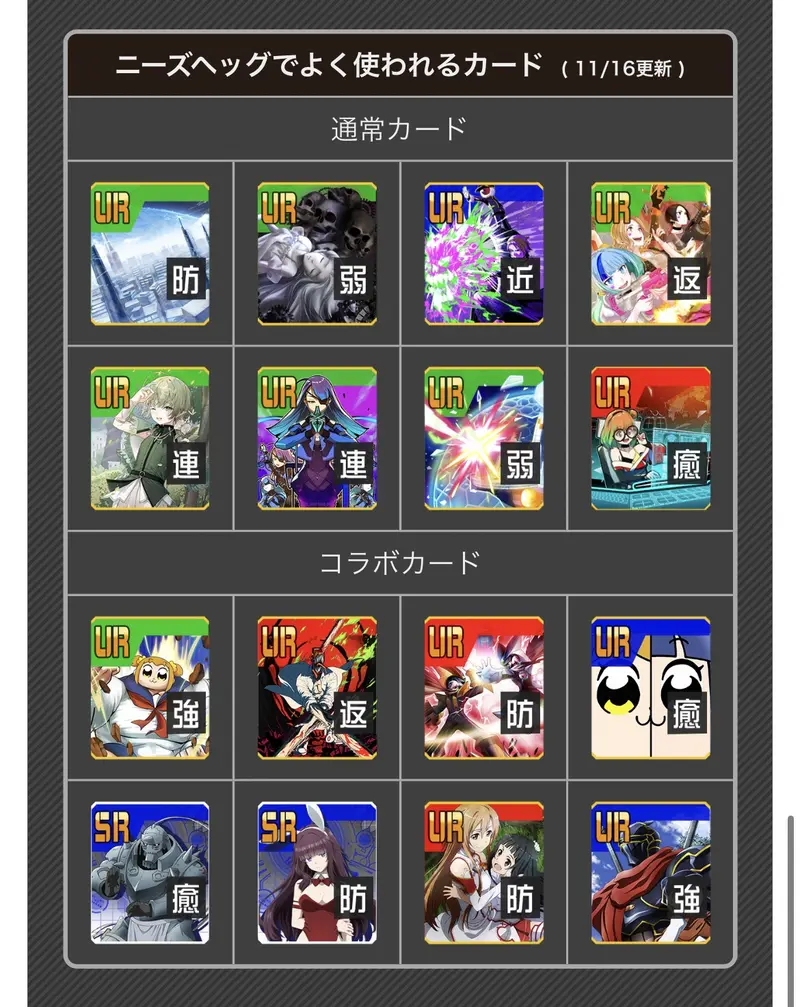 ニーズヘッグでよく使われるカード ( 11/16更新 )
通常カード
UR UR UR UR
防 弱 近 返
UR UR UR UR
連 連 弱 癒
コラボカード
UR UR UR UR
強 返 防 癒
SR SR UR UR
癒 防 防 強